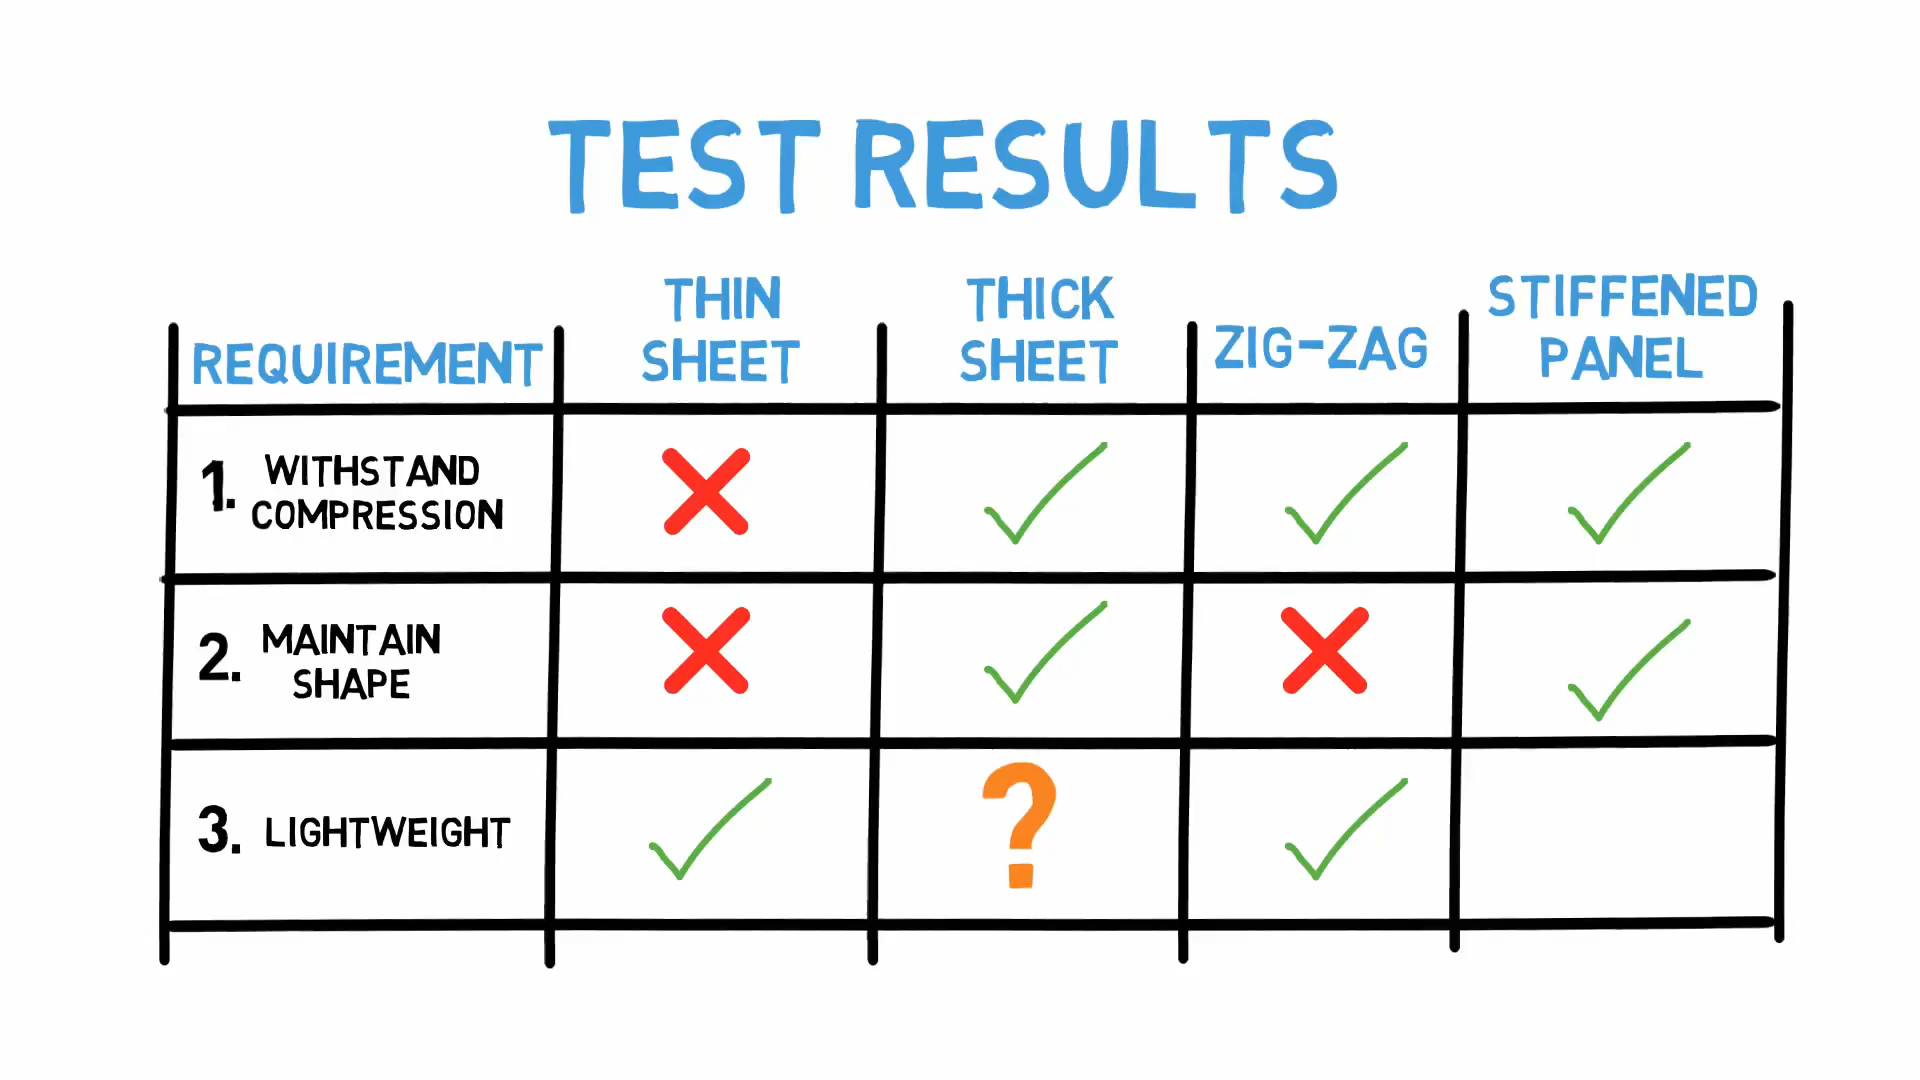 TEST RESULTS
REQUIREMENT
THIN
SHEET
THICK
SHEET
ZIG-ZAG
STIFFENED
PANEL
1. WITHSTAND
COMPRESSION
2. MAINTAIN
SHAPE
3. LIGHTWEIGHT
?